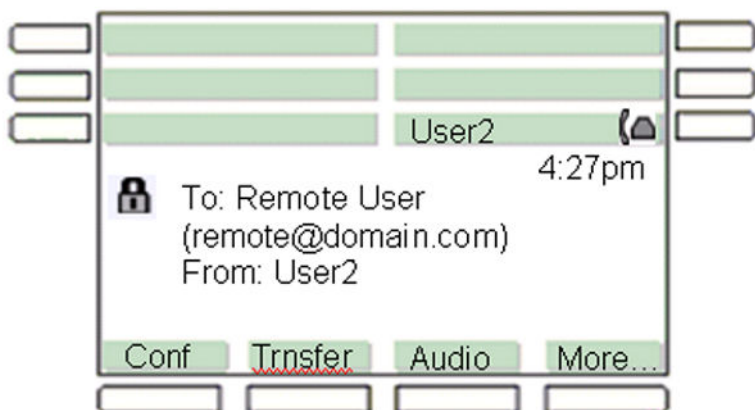 User2
4:27pm
To: Remote User
(remote@domain.com)
From: User2
Conf Trnsfer Audio More...